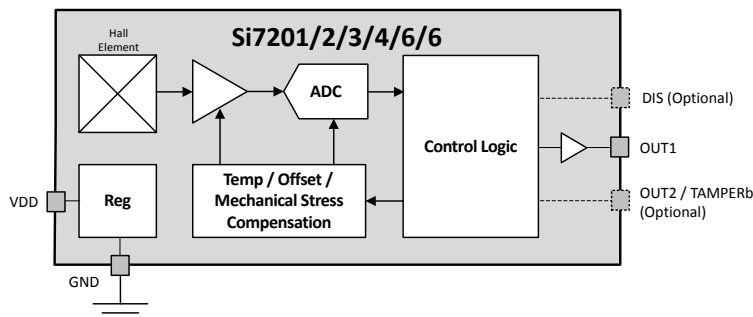 Si7201/2/3/4/6/6
Hall
Element
ADC
DIS (Optional)
Control Logic
OUT1
Temp / Offset /
Mechanical Stress
Compensation
OUT2 / TAMPERb
(Optional)
VDD
Reg
GND